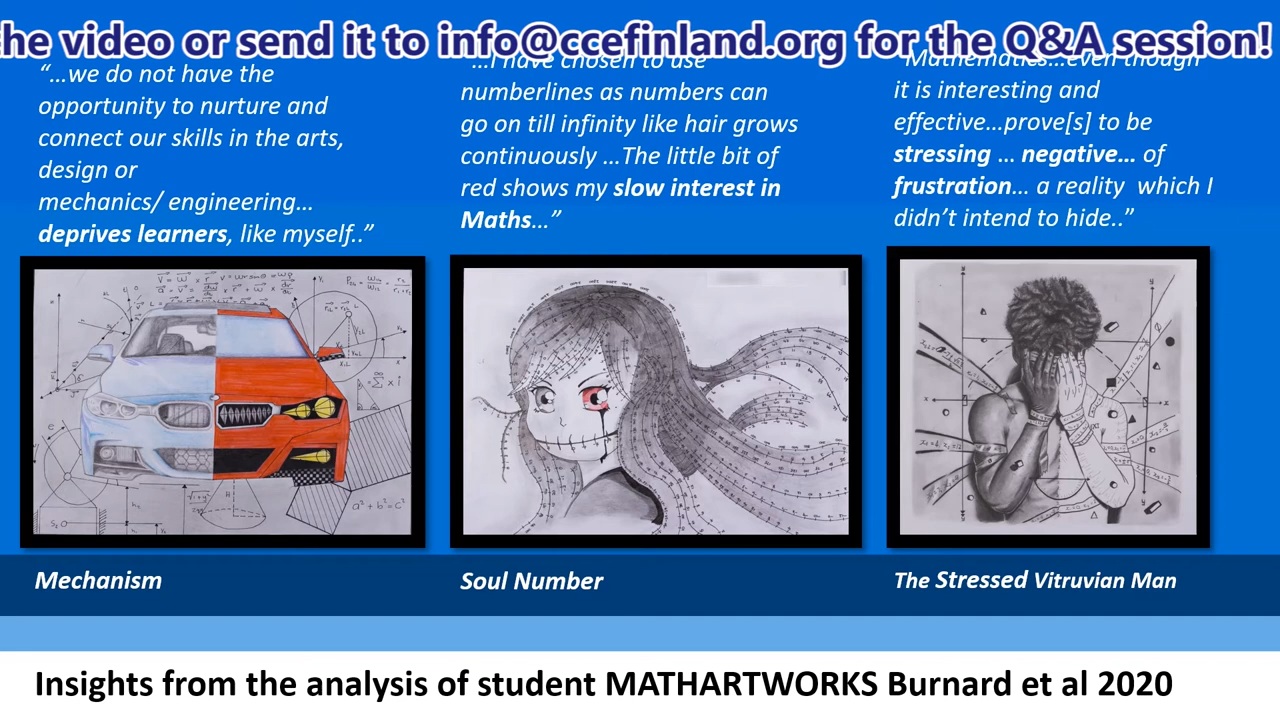 he video or send it to info@ccefinland.org for the Q&A session!
“...we do not have the
opportunity to nurture and
connect our skills in the arts,
design or
mechanics/ engineering...
deprives learners, like myself..”
“...I have chosen to use
numberlines as numbers can
go on till infinity like hair grows
continuously ...The little bit of
red shows my slow interest in
Maths...”
“Mathematics...even though
it is interesting and
effective...prove[s] to be
stressing ... negative... of
frustration... a reality which I
didn’t intend to hide..”
a² + b² = c²
Mechanism
Soul Number
The Stressed Vitruvian Man
Insights from the analysis of student MATHARTWORKS Burnard et al 2020